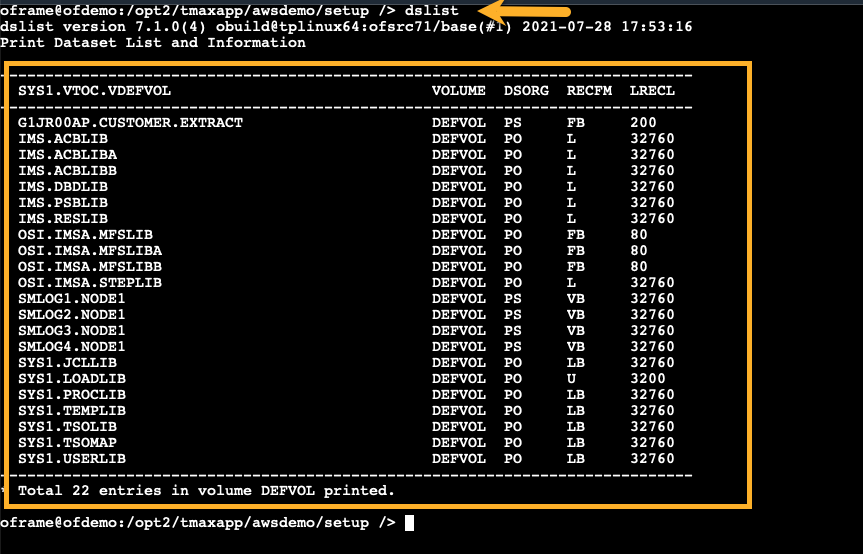 oframe@ofdemo:/opt2/tmaxapp/awsdemo/setup /> dslist
dslist version 7.1.0(4) obuild@tplinux64:ofsrc71/base(#1) 2021-07-28 17:53:16
Print Dataset List and Information
-----------------------------------------------------------------------------
SYS1.VTOC.VDEFVOL VOLUME DSORG RECFM LRECL
-----------------------------------------------------------------------------
G1JR00AP.CUSTOMER.EXTRACT DEFVOL PS FB 200
IMS.ACBLIB DEFVOL PO L 32760
IMS.ACBLIBA DEFVOL PO L 32760
IMS.ACBLIBB DEFVOL PO L 32760
IMS.DBDLIB DEFVOL PO L 32760
IMS.PSBLIB DEFVOL PO L 32760
IMS.RESLIB DEFVOL PO L 32760
OSI.IMSA.MFSLIB DEFVOL PO FB 80
OSI.IMSA.MFSLIBA DEFVOL PO FB 80
OSI.IMSA.MFSLIBB DEFVOL PO FB 80
OSI.IMSA.STEPLIB DEFVOL PO L 32760
SMLOG1.NODE1 DEFVOL PS VB 32760
SMLOG2.NODE1 DEFVOL PS VB 32760
SMLOG3.NODE1 DEFVOL PS VB 32760
SMLOG4.NODE1 DEFVOL PS VB 32760
SYS1.JCLLIB DEFVOL PO LB 32760
SYS1.LOADLIB DEFVOL PO U 3200
SYS1.PROCLIB DEFVOL PO LB 32760
SYS1.TEMPLIB DEFVOL PO LB 32760
SYS1.TSOLIB DEFVOL PO LB 32760
SYS1.TSOMAP DEFVOL PO LB 32760
SYS1.USERLIB DEFVOL PO LB 32760
-----------------------------------------------------------------------------
* Total 22 entries in volume DEFVOL printed.
oframe@ofdemo:/opt2/tmaxapp/awsdemo/setup />